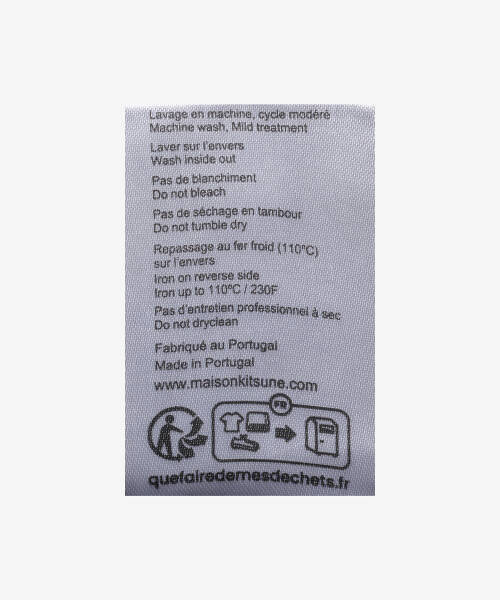 Lavage en machine, cycle modéré
Machine wash, Mild treatment
Laver sur l'envers
Wash inside out
Pas de blanchiment
Do not bleach
Pas de séchage en tambour
Do not tumble dry
Repassage au fer froid (110°C)
sur l'envers
Iron on reverse side
Iron up to 110°C / 230F
Pas d'entretien professionnel à sec
Do not dryclean
Fabriqué au Portugal
Made in Portugal
www.maisonkitsune.com
FR
quefairedemesdechets.fr